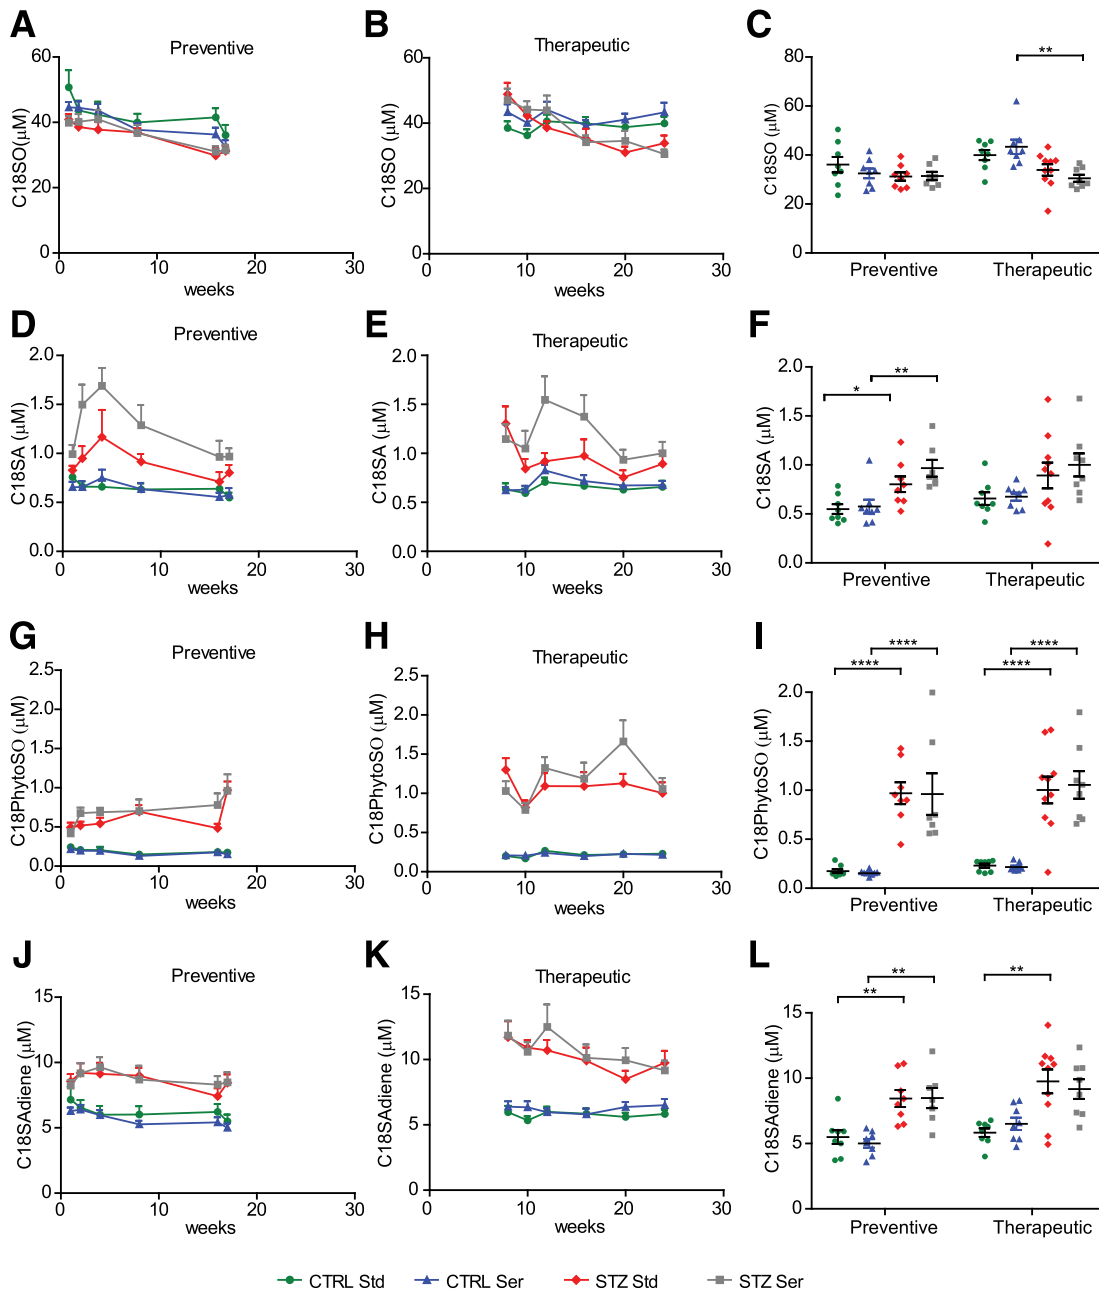 A
Preventive
C18SO(μM)
60
40
20
0
0 10 20 30
weeks
B
Therapeutic
C18SO (μM)
60
40
20
0
0 10 20 30
weeks
C
C18SO (μM)
80
60
40
20
0
**
Preventive Therapeutic
D
Preventive
C18SA (μM)
2.0
1.5
1.0
0.5
0.0
0 10 20 30
weeks
E
Therapeutic
C18SA (μM)
2.0
1.5
1.0
0.5
0.0
0 10 20 30
weeks
F
C18SA (μM)
2.0
1.5
1.0
0.5
0.0
* **
Preventive Therapeutic
G
Preventive
C18PhytoSO (μM)
2.5
2.0
1.5
1.0
0.5
0.0
0 10 20 30
weeks
H
Therapeutic
C18PhytoSO (μM)
2.5
2.0
1.5
1.0
0.5
0.0
0 10 20 30
weeks
I
C18PhytoSO (μM)
2.0
1.5
1.0
0.5
0.0
**** ****
**** ****
Preventive Therapeutic
J
Preventive
C18SAdiene (μM)
15
10
5
0
0 10 20 30
weeks
K
Therapeutic
C18SAdiene (μM)
15
10
5
0
0 10 20 30
weeks
L
C18SAdiene (μM)
15
10
5
0
** **
**
Preventive Therapeutic
CTRL Std CTRL Ser STZ Std STZ Ser